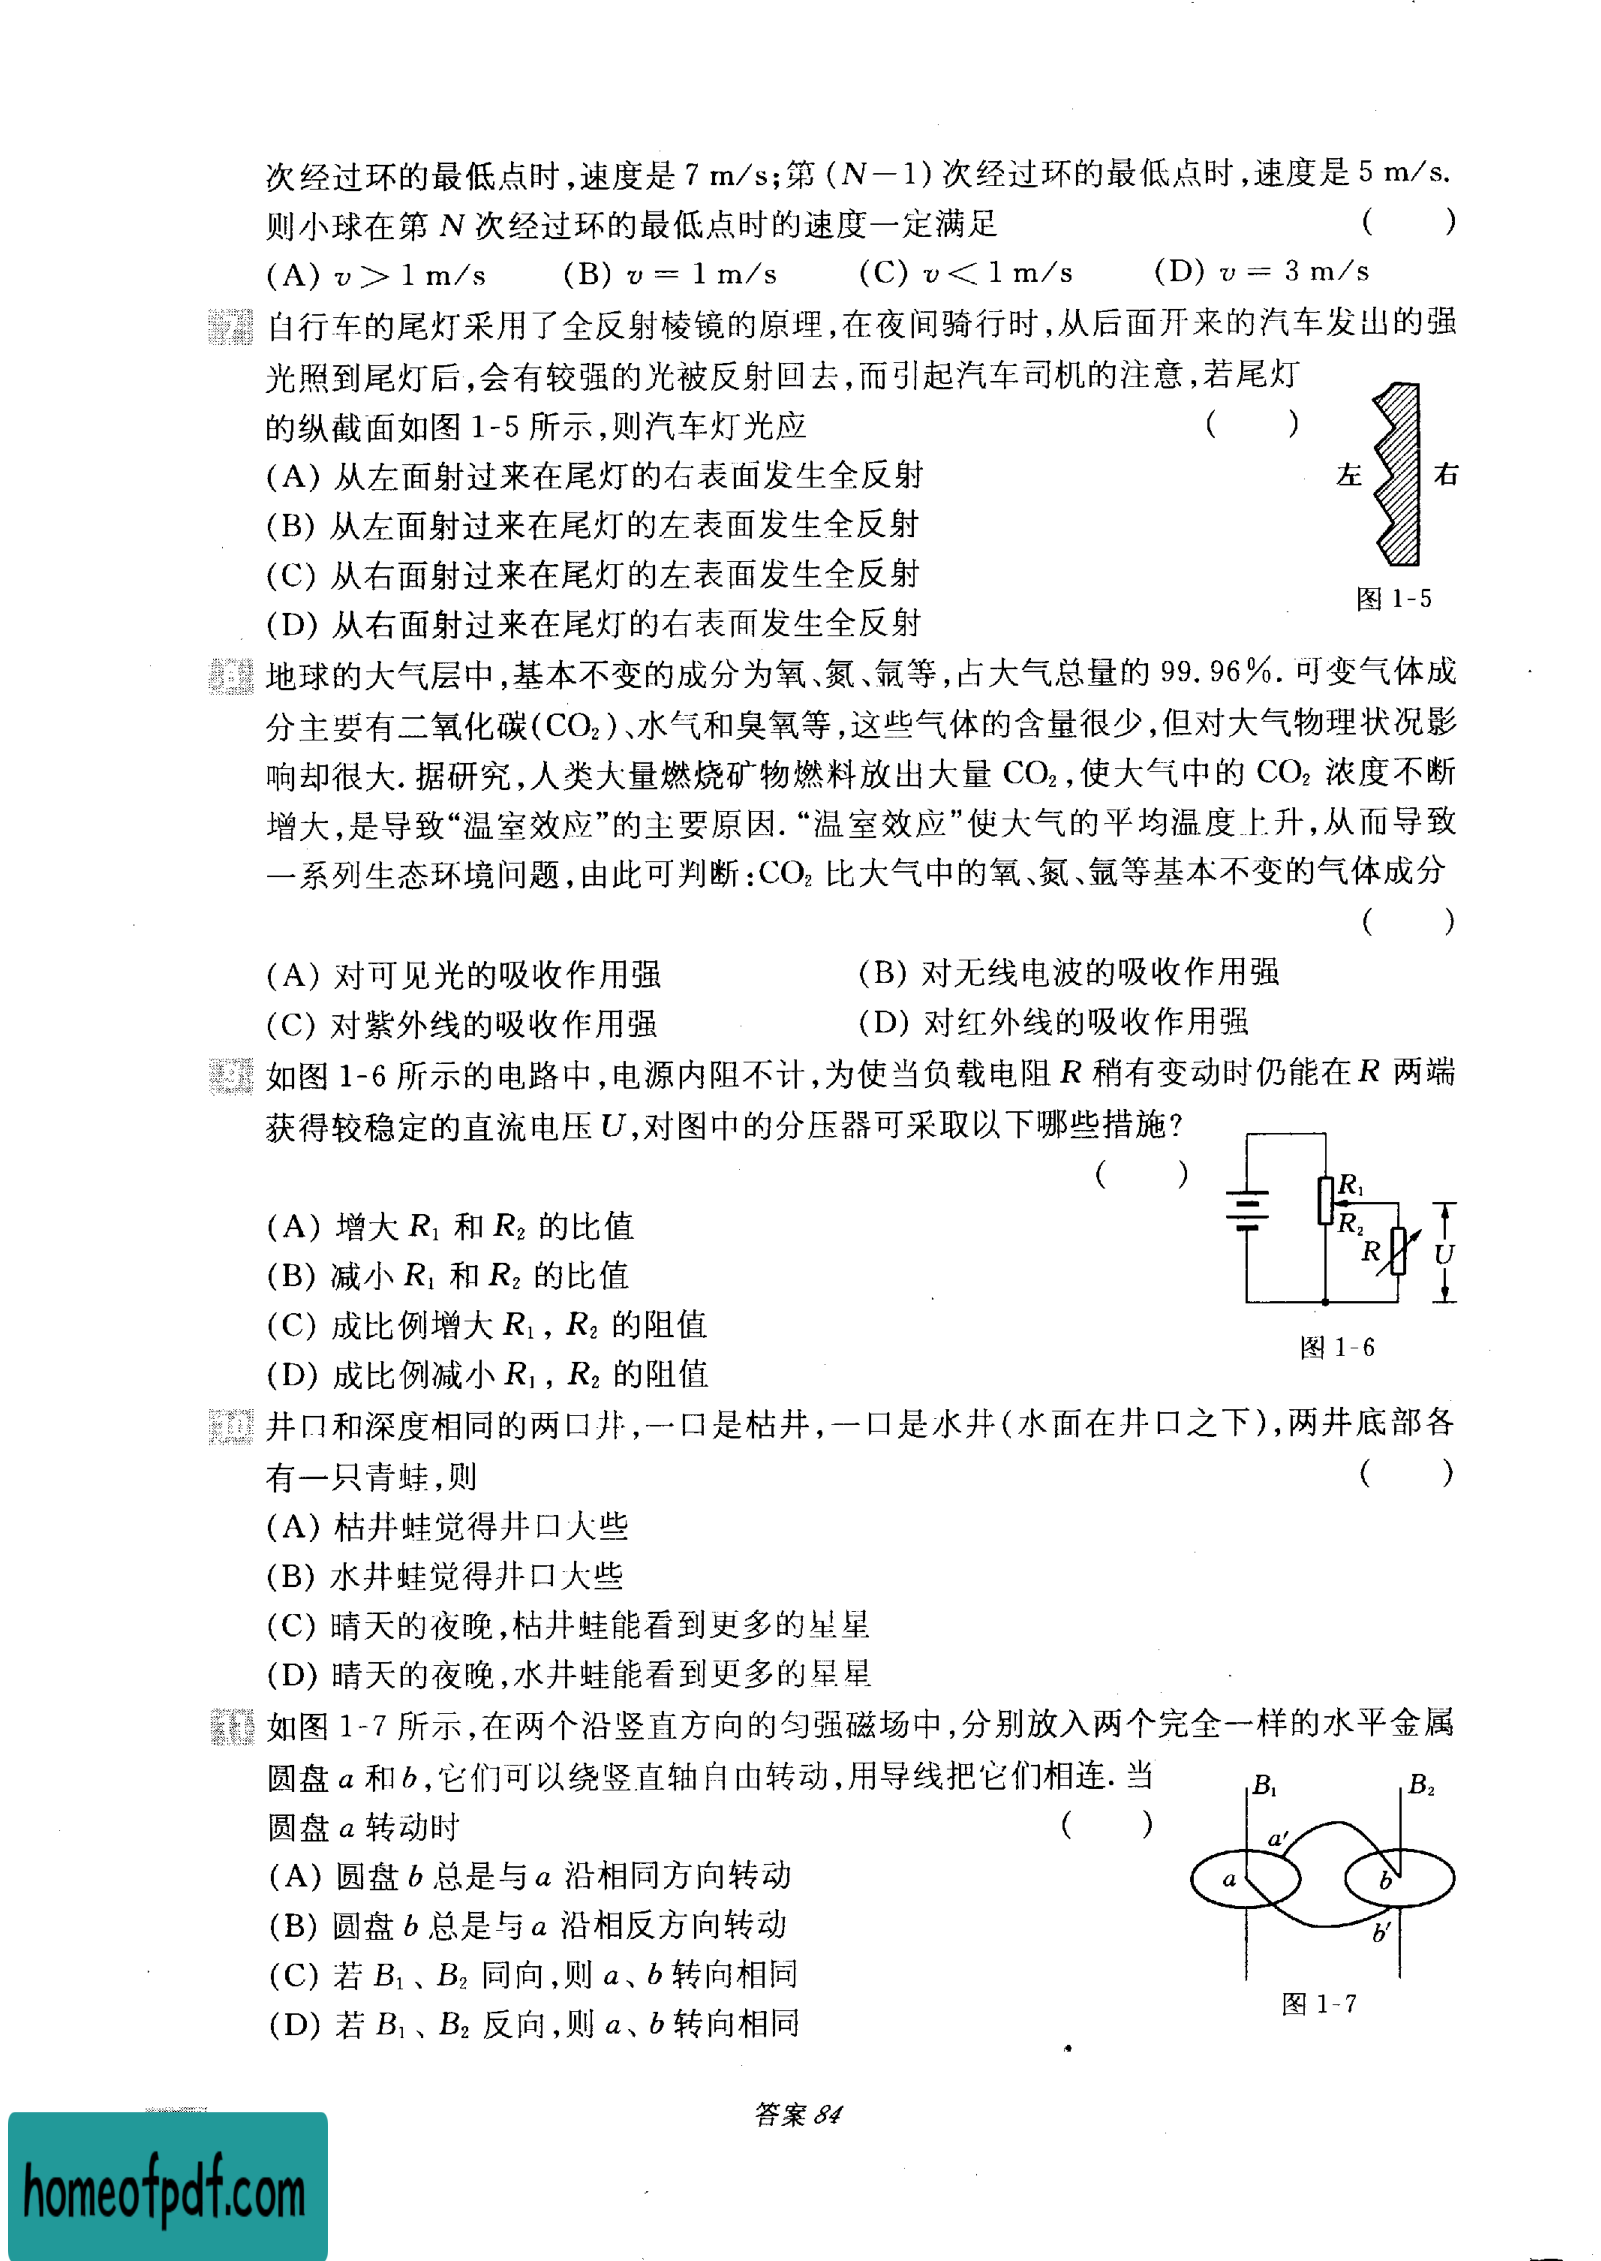 次经过环的最低点时,速度是 7 m/s;第 (N－1) 次经过环的最低点时,速度是 5 m/s.
则小球在第 N 次经过环的最低点时的速度一定满足 (    )
(A) v > 1 m/s (B) v = 1 m/s (C) v < 1 m/s (D) v = 3 m/s
7 自行车的尾灯采用了全反射棱镜的原理,在夜间骑行时,从后面开来的汽车发出的强
光照到尾灯后,会有较强的光被反射回去,而引起汽车司机的注意,若尾灯
的纵截面如图 1-5 所示,则汽车灯光应 (    )
(A) 从左面射过来在尾灯的右表面发生全反射
(B) 从左面射过来在尾灯的左表面发生全反射
(C) 从右面射过来在尾灯的左表面发生全反射
(D) 从右面射过来在尾灯的右表面发生全反射
左 右
图 1-5
8 地球的大气层中,基本不变的成分为氧、氮、氩等,占大气总量的 99.96%. 可变气体成
分主要有二氧化碳(CO₂)、水气和臭氧等,这些气体的含量很少,但对大气物理状况影
响却很大. 据研究,人类大量燃烧矿物燃料放出大量 CO₂,使大气中的 CO₂ 浓度不断
增大,是导致“温室效应”的主要原因. “温室效应”使大气的平均温度上升,从而导致
一系列生态环境问题,由此可判断:CO₂ 比大气中的氧、氮、氩等基本不变的气体成分
(    )
(A) 对可见光的吸收作用强 (B) 对无线电波的吸收作用强
(C) 对紫外线的吸收作用强 (D) 对红外线的吸收作用强
9 如图 1-6 所示的电路中,电源内阻不计,为使当负载电阻 R 稍有变动时仍能在 R 两端
获得较稳定的直流电压 U,对图中的分压器可采取以下哪些措施?
(    )
(A) 增大 R₁ 和 R₂ 的比值
(B) 减小 R₁ 和 R₂ 的比值
(C) 成比例增大 R₁, R₂ 的阻值
(D) 成比例减小 R₁, R₂ 的阻值
R₁
R₂
R U
图 1-6
10 井口和深度相同的两口井,一口是枯井,一口是水井(水面在井口之下),两井底部各
有一只青蛙,则 (    )
(A) 枯井蛙觉得井口大些
(B) 水井蛙觉得井口大些
(C) 晴天的夜晚,枯井蛙能看到更多的星星
(D) 晴天的夜晚,水井蛙能看到更多的星星
11 如图 1-7 所示,在两个沿竖直方向的匀强磁场中,分别放入两个完全一样的水平金属
圆盘 a 和 b,它们可以绕竖直轴自由转动,用导线把它们相连. 当
圆盘 a 转动时 (    )
(A) 圆盘 b 总是与 a 沿相同方向转动
(B) 圆盘 b 总是与 a 沿相反方向转动
(C) 若 B₁、B₂ 同向,则 a、b 转向相同
(D) 若 B₁、B₂ 反向,则 a、b 转向相同
B₁ B₂
a′
a b
b′
图 1-7
答案 84
homeofpdf.com